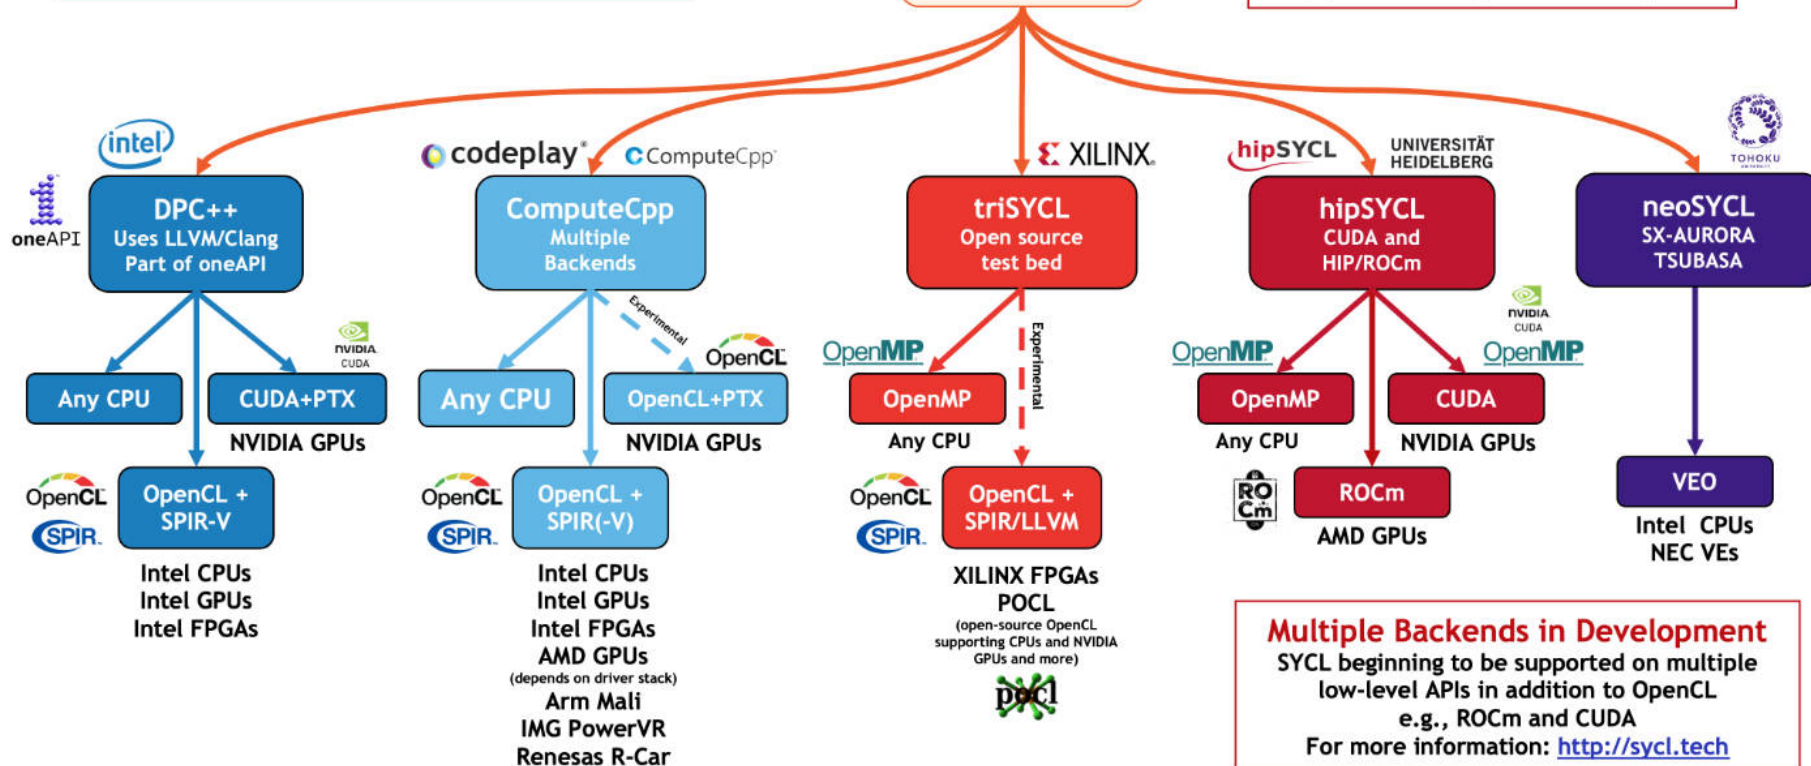 intel
oneAPI
DPC++
Uses LLVM/Clang
Part of oneAPI
NVIDIA
CUDA
Any CPU
CUDA+PTX
NVIDIA GPUs
OpenCL
SPIR
OpenCL +
SPIR-V
Intel CPUs
Intel GPUs
Intel FPGAs
codeplay
ComputeCpp
ComputeCpp
Multiple
Backends
Experimental
OpenCL
Any CPU
OpenCL+PTX
NVIDIA GPUs
OpenCL
SPIR
OpenCL +
SPIR(-V)
Intel CPUs
Intel GPUs
Intel FPGAs
AMD GPUs
(depends on driver stack)
Arm Mali
IMG PowerVR
Renesas R-Car
XILINX
triSYCL
Open source
test bed
OpenMP
Experimental
OpenMP
Any CPU
OpenCL
SPIR
OpenCL +
SPIR/LLVM
XILINX FPGAs
POCL
(open-source OpenCL
supporting CPUs and NVIDIA
GPUs and more)
pocl
hipSYCL
UNIVERSITÄT
HEIDELBERG
hipSYCL
CUDA and
HIP/ROCm
NVIDIA
CUDA
OpenMP
OpenMP
OpenMP
CUDA
Any CPU
NVIDIA GPUs
ROCm
ROCm
AMD GPUs
TOHOKU
UNIVERSITY
neoSYCL
SX-AURORA
TSUBASA
VEO
Intel CPUs
NEC VEs
Multiple Backends in Development
SYCL beginning to be supported on multiple
low-level APIs in addition to OpenCL
e.g., ROCm and CUDA
For more information: http://sycl.tech